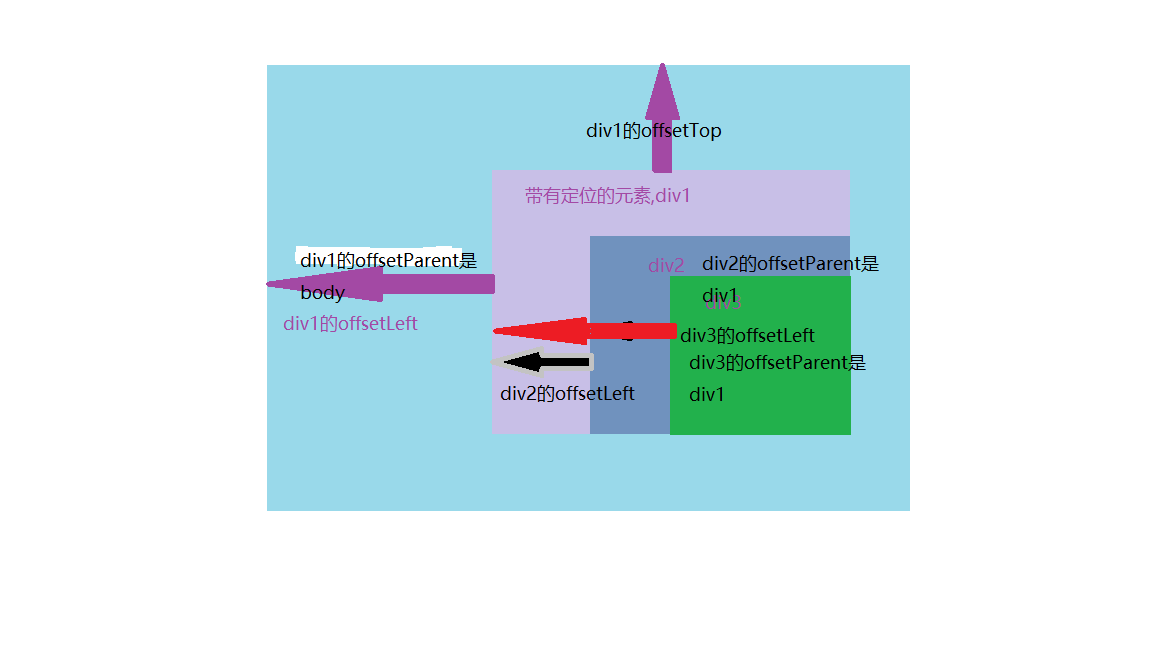 div1的offsetTop
带有定位的元素,div1
div1的offsetParent是
body
div1的offsetLeft
div2
div2的offsetParent是
div1
div3
div3的offsetLeft
div3的offsetParent是
div1
div2的offsetLeft